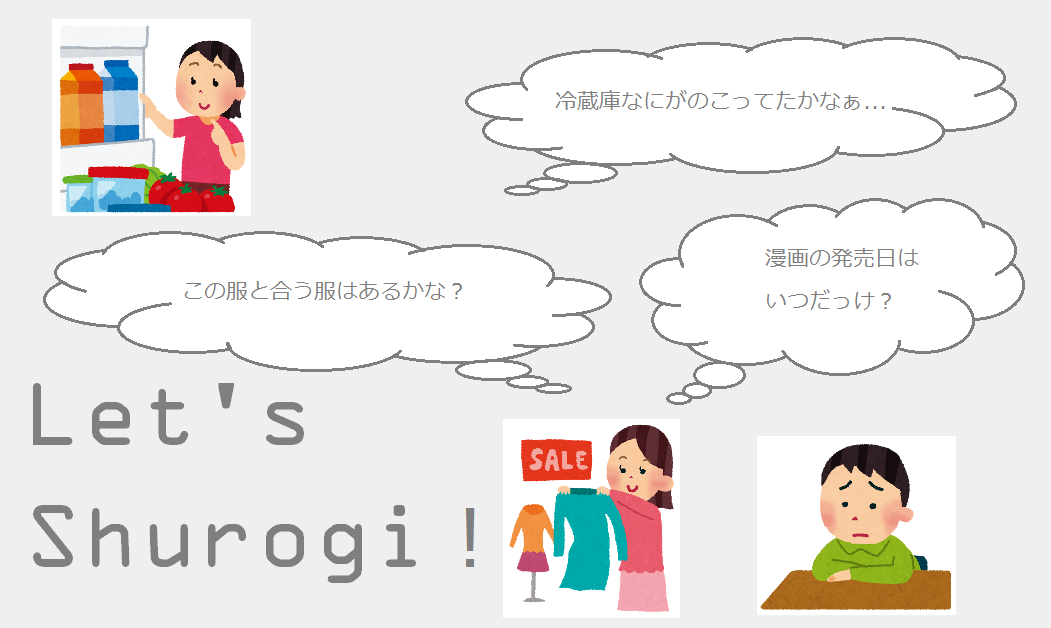 冷蔵庫なにがのこってたかなぁ…
この服と合う服はあるかな？
漫画の発売日は
いつだっけ？
Let's
Shurogi！
SALE